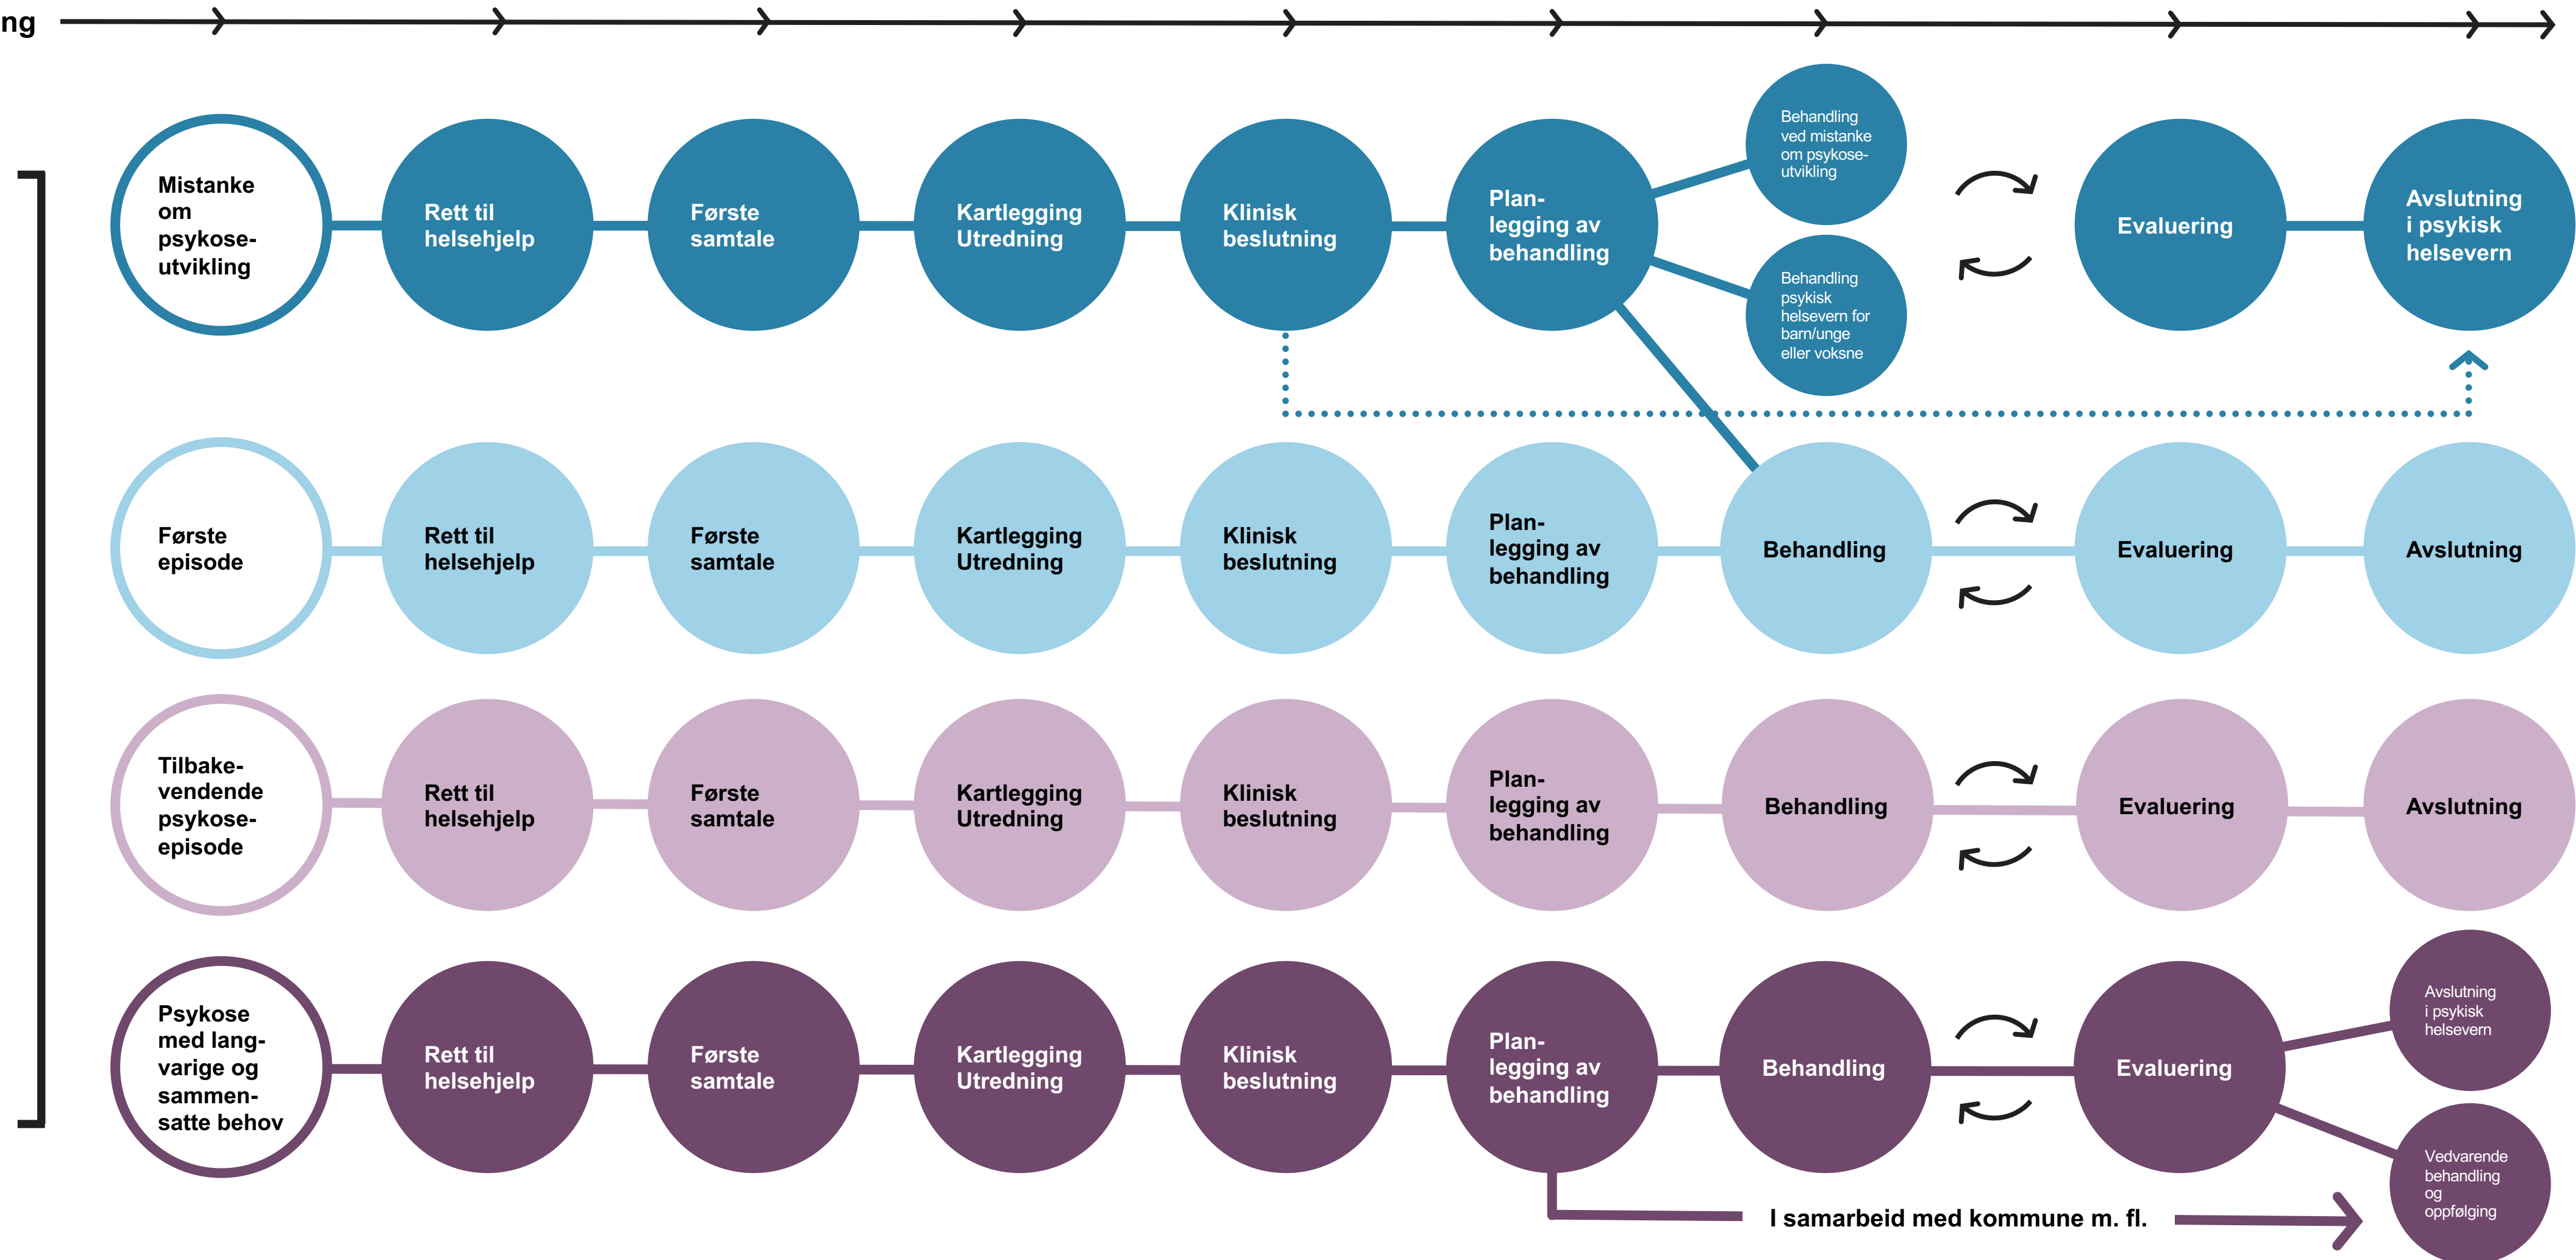 ng
Mistanke
om
psykose-
utvikling
Rett til
helsehjelp
Første
samtale
Kartlegging
Utredning
Klinisk
beslutning
Plan-
legging av
behandling
Behandling
ved mistanke
om psykose-
utvikling
Behandling
psykisk
helsevern for
barn/unge
eller voksne
Evaluering
Avslutning
i psykisk
helsevern
Første
episode
Rett til
helsehjelp
Første
samtale
Kartlegging
Utredning
Klinisk
beslutning
Plan-
legging av
behandling
Behandling
Evaluering
Avslutning
Tilbake-
vendende
psykose-
episode
Rett til
helsehjelp
Første
samtale
Kartlegging
Utredning
Klinisk
beslutning
Plan-
legging av
behandling
Behandling
Evaluering
Avslutning
Psykose
med lang-
varige og
sammen-
satte behov
Rett til
helsehjelp
Første
samtale
Kartlegging
Utredning
Klinisk
beslutning
Plan-
legging av
behandling
Behandling
Evaluering
Avslutning
i psykisk
helsevern
Vedvarende
behandling
og
oppfølging
I samarbeid med kommune m. fl.